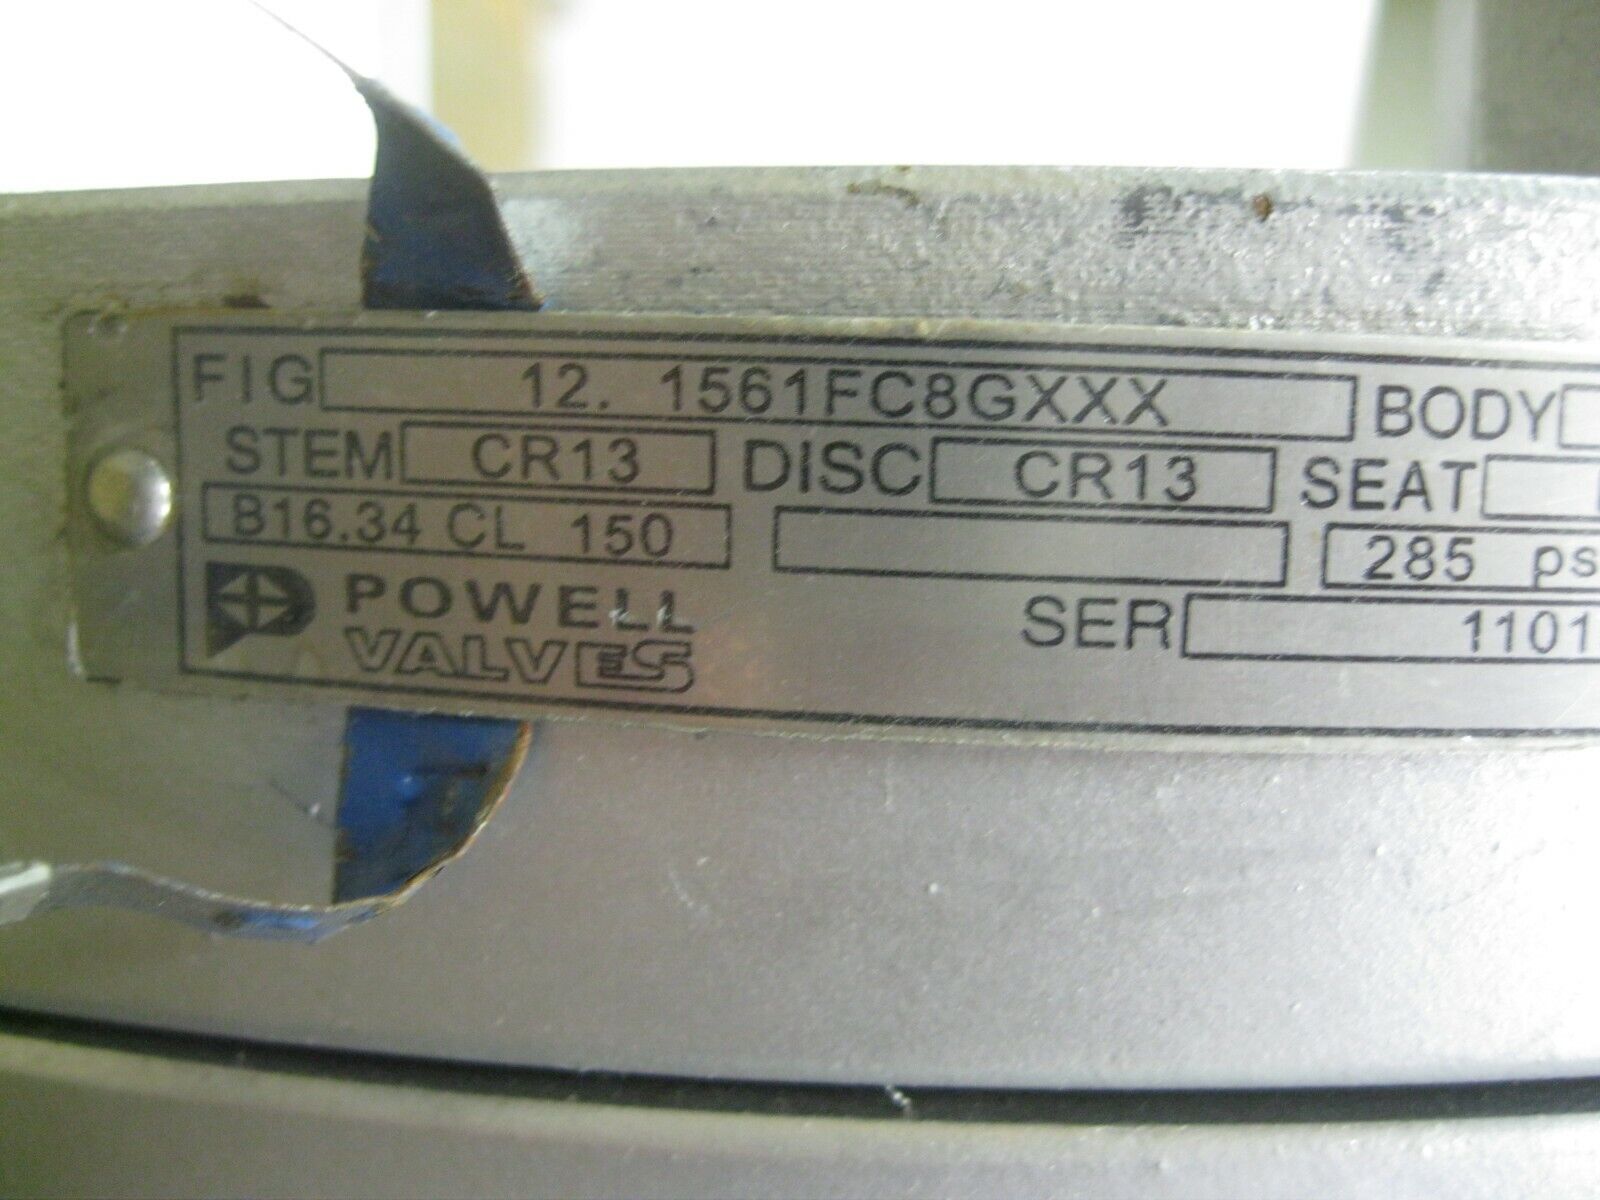 FIG 12. 1561FC8GXXX BODY
STEM CR13 DISC CR13 SEAT
B16.34 CL 150 285 ps
POWELL SER 1101
VALVES